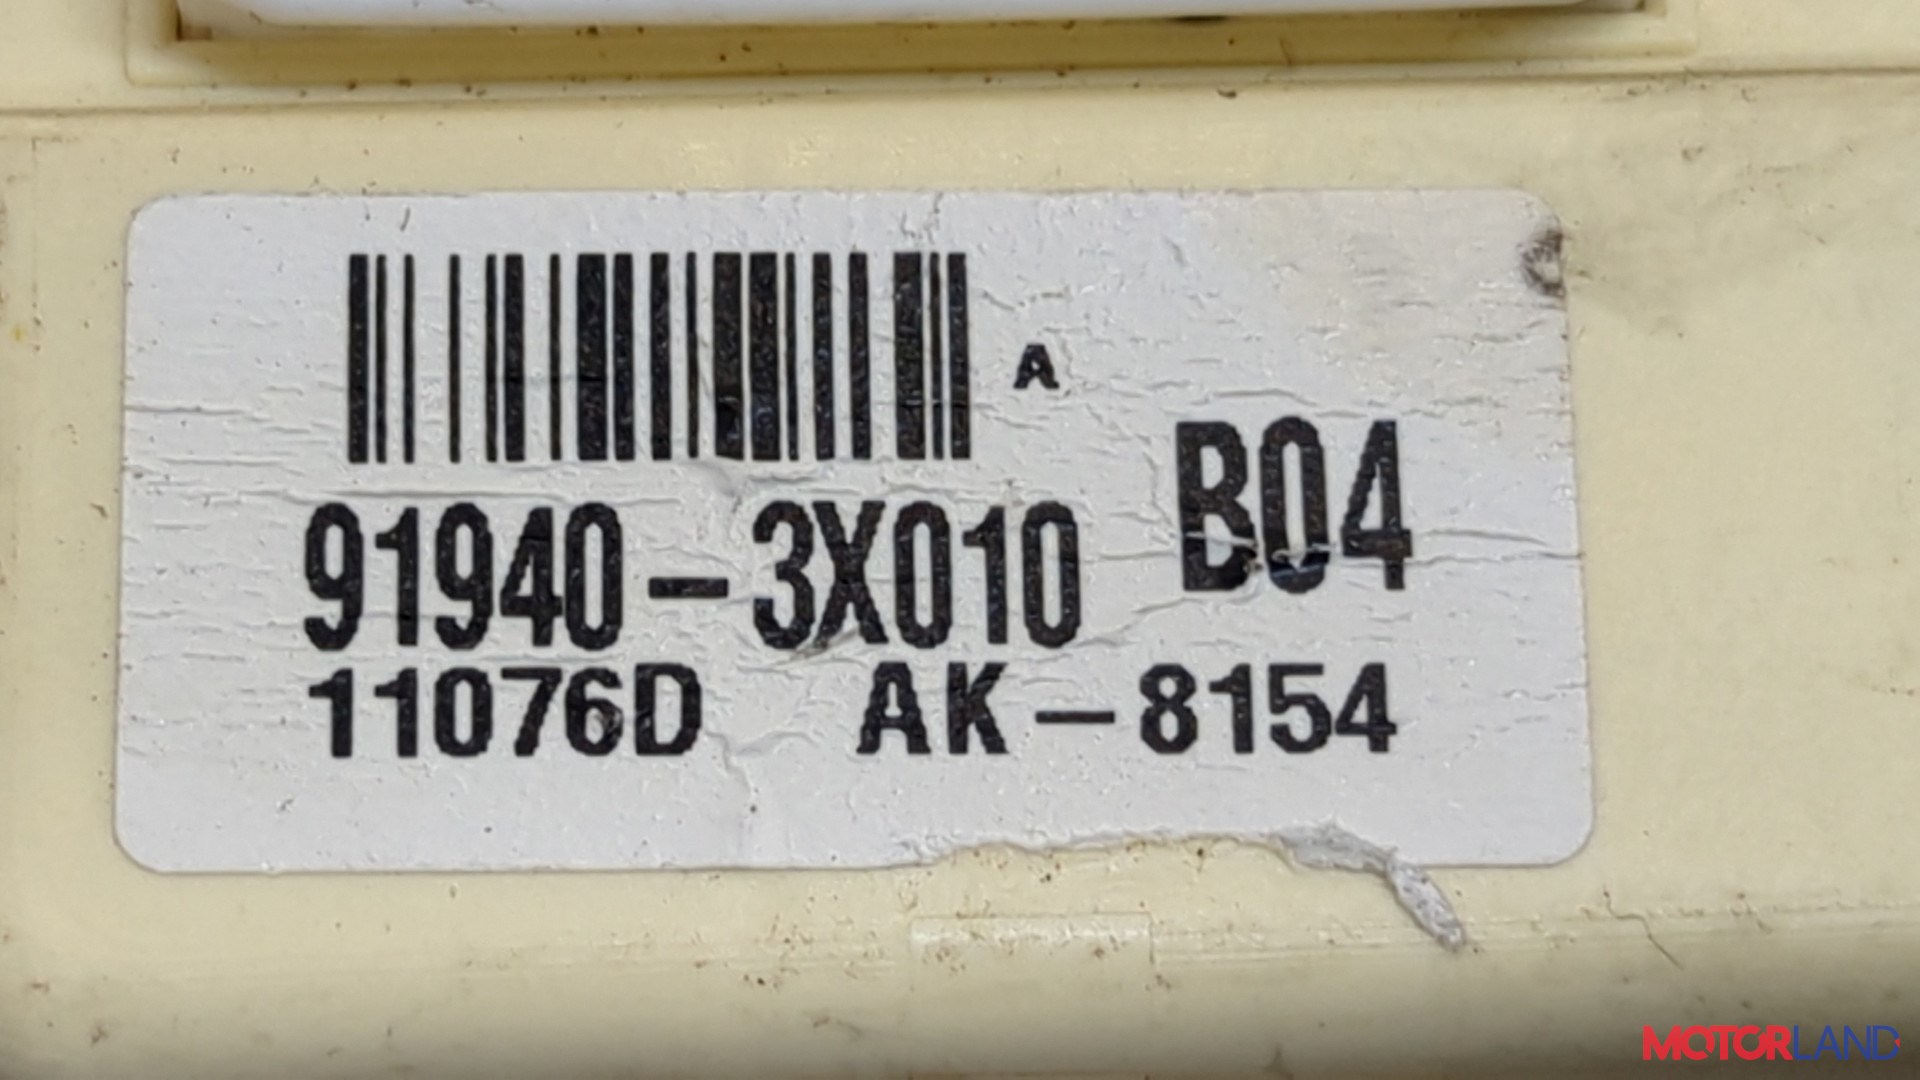 A
B04
91940-3X010
11076D AK-8154
MOTORLAND